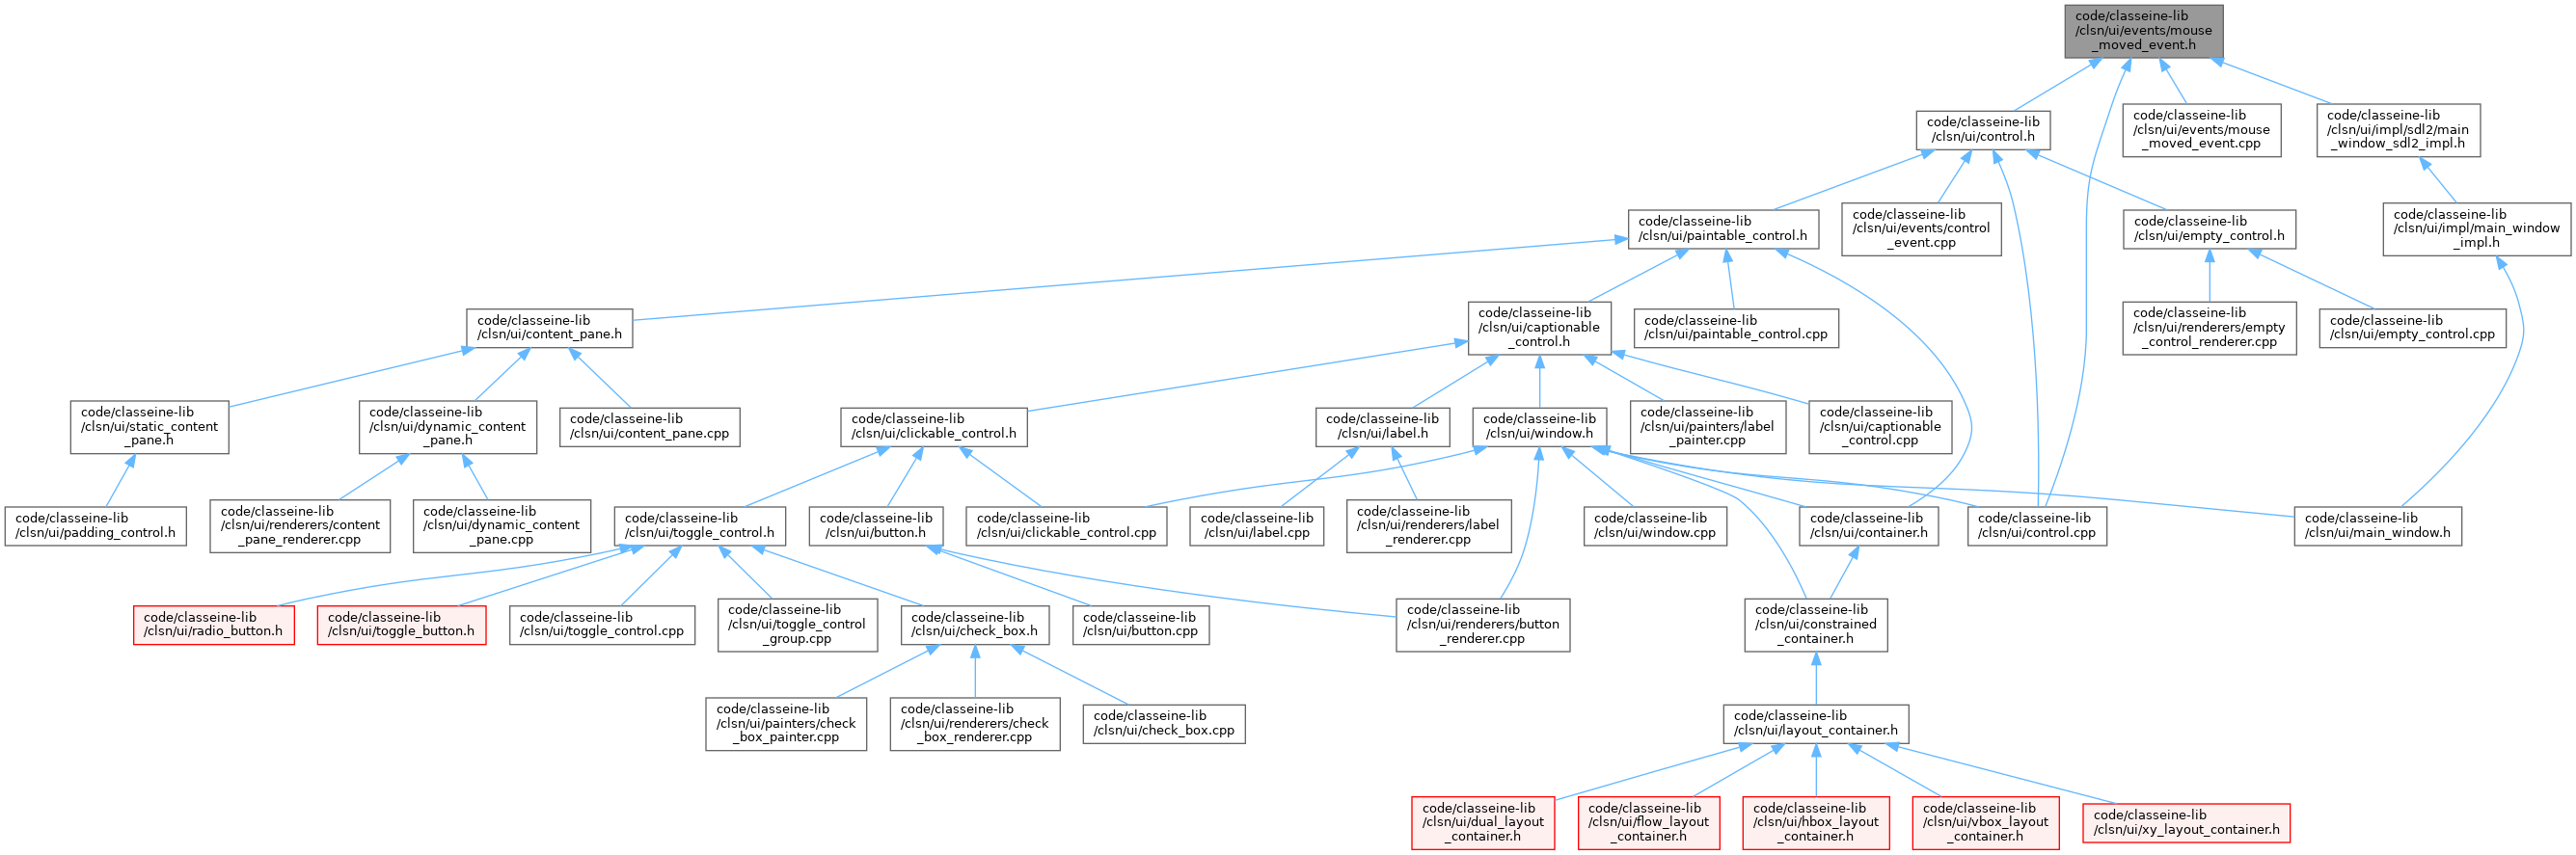 code/classeine-lib
/clsn/ui/events/mouse
_moved_event.h
code/classeine-lib
/clsn/ui/control.h
code/classeine-lib
/clsn/ui/events/mouse
_moved_event.cpp
code/classeine-lib
/clsn/ui/impl/sdl2/main
_window_sdl2_impl.h
code/classeine-lib
/clsn/ui/paintable_control.h
code/classeine-lib
/clsn/ui/events/control
_event.cpp
code/classeine-lib
/clsn/ui/empty_control.h
code/classeine-lib
/clsn/ui/impl/main_window
_impl.h
code/classeine-lib
/clsn/ui/content_pane.h
code/classeine-lib
/clsn/ui/captionable
_control.h
code/classeine-lib
/clsn/ui/paintable_control.cpp
code/classeine-lib
/clsn/ui/renderers/empty
_control_renderer.cpp
code/classeine-lib
/clsn/ui/empty_control.cpp
code/classeine-lib
/clsn/ui/static_content
_pane.h
code/classeine-lib
/clsn/ui/dynamic_content
_pane.h
code/classeine-lib
/clsn/ui/content_pane.cpp
code/classeine-lib
/clsn/ui/clickable_control.h
code/classeine-lib
/clsn/ui/label.h
code/classeine-lib
/clsn/ui/window.h
code/classeine-lib
/clsn/ui/painters/label
_painter.cpp
code/classeine-lib
/clsn/ui/captionable
_control.cpp
code/classeine-lib
/clsn/ui/padding_control.h
code/classeine-lib
/clsn/ui/renderers/content
_pane_renderer.cpp
code/classeine-lib
/clsn/ui/dynamic_content
_pane.cpp
code/classeine-lib
/clsn/ui/toggle_control.h
code/classeine-lib
/clsn/ui/button.h
code/classeine-lib
/clsn/ui/clickable_control.cpp
code/classeine-lib
/clsn/ui/label.cpp
code/classeine-lib
/clsn/ui/renderers/label
_renderer.cpp
code/classeine-lib
/clsn/ui/window.cpp
code/classeine-lib
/clsn/ui/container.h
code/classeine-lib
/clsn/ui/control.cpp
code/classeine-lib
/clsn/ui/main_window.h
code/classeine-lib
/clsn/ui/radio_button.h
code/classeine-lib
/clsn/ui/toggle_button.h
code/classeine-lib
/clsn/ui/toggle_control.cpp
code/classeine-lib
/clsn/ui/toggle_control
_group.cpp
code/classeine-lib
/clsn/ui/check_box.h
code/classeine-lib
/clsn/ui/button.cpp
code/classeine-lib
/clsn/ui/renderers/button
_renderer.cpp
code/classeine-lib
/clsn/ui/constrained
_container.h
code/classeine-lib
/clsn/ui/painters/check
_box_painter.cpp
code/classeine-lib
/clsn/ui/renderers/check
_box_renderer.cpp
code/classeine-lib
/clsn/ui/check_box.cpp
code/classeine-lib
/clsn/ui/layout_container.h
code/classeine-lib
/clsn/ui/dual_layout
_container.h
code/classeine-lib
/clsn/ui/flow_layout
_container.h
code/classeine-lib
/clsn/ui/hbox_layout
_container.h
code/classeine-lib
/clsn/ui/vbox_layout
_container.h
code/classeine-lib
/clsn/ui/xy_layout_container.h